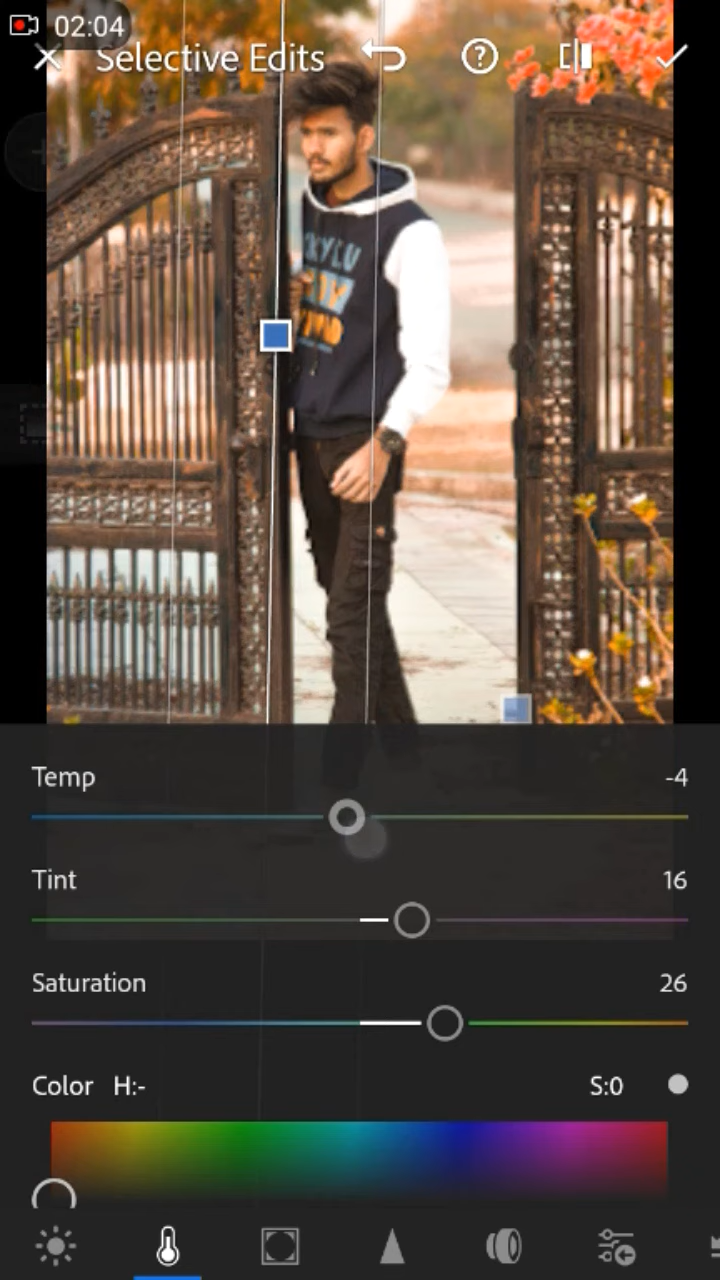 02:04
Selective Edits
Temp -4
Tint 16
Saturation 26
Color H:- S:0